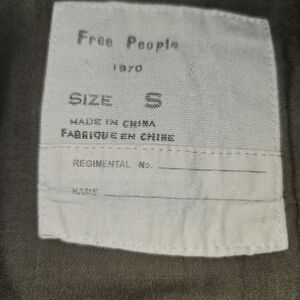 Free People
1970
SIZE S
MADE IN CHINA
FABRIQUE EN CHINE
REGIMENTAL No.
NAME